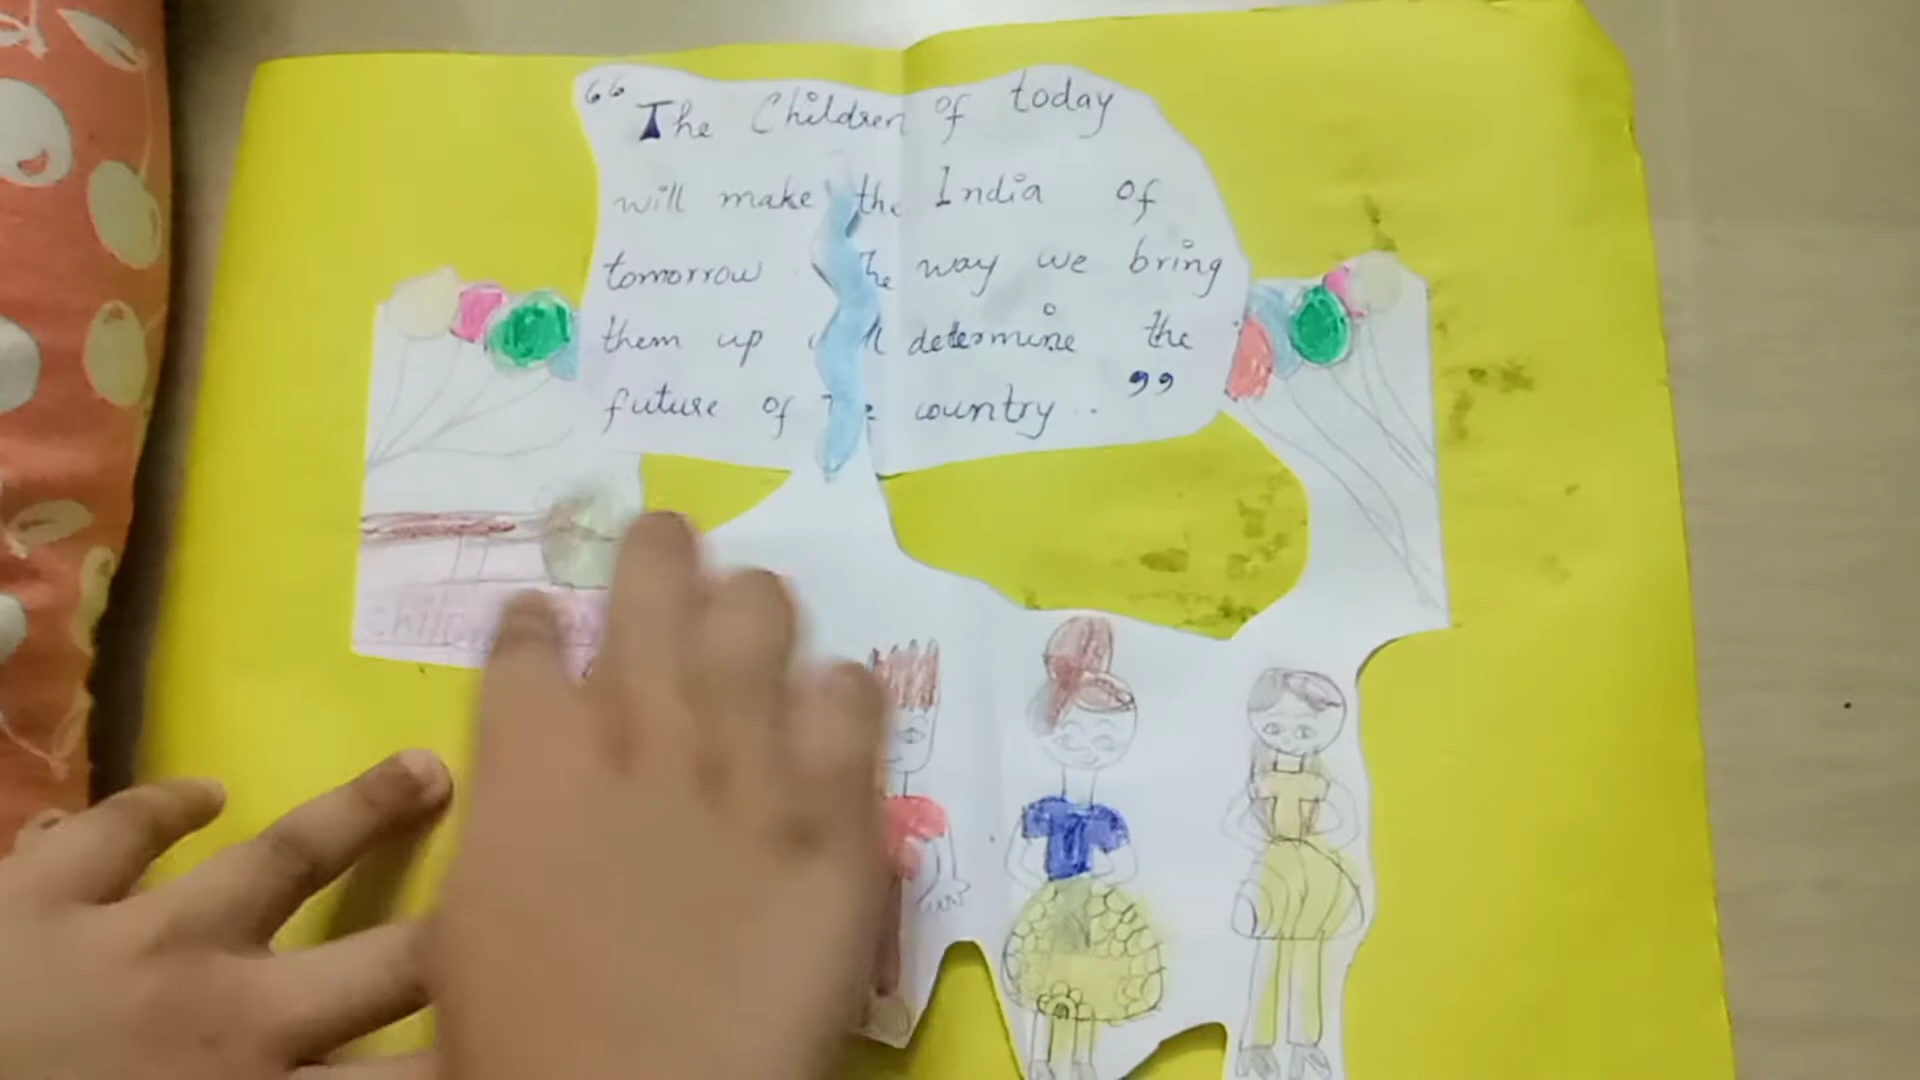 “ The Children of today
will make the India of
tomorrow. The way we bring
them up determine the
future of country.. ”